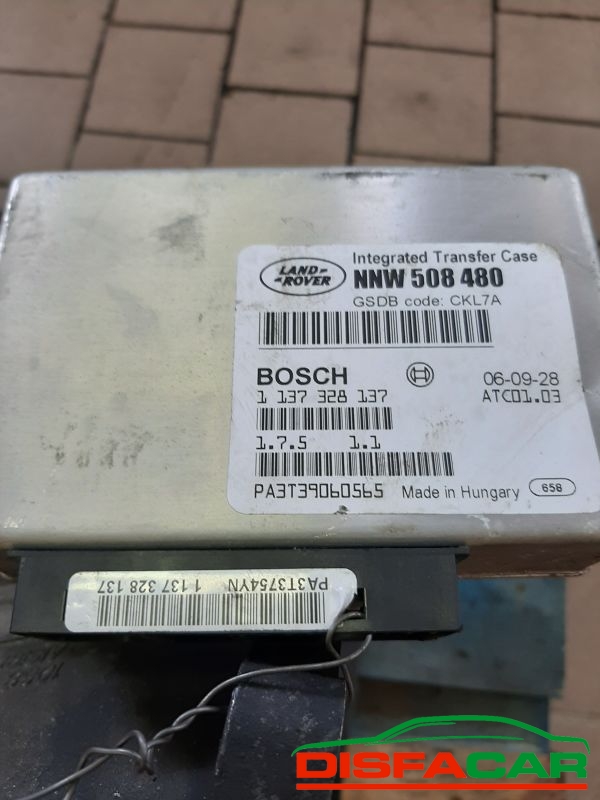 LAND-
-ROVER
Integrated Transfer Case
NNW 508 480
GSDB code: CKL7A
BOSCH
06-09-28
1 137 328 137
ATC01.03
1.7.5 1.1
PA3T39060565
Made in Hungary
658
PA3T3754YN 1 137 328 137
DISFACAR